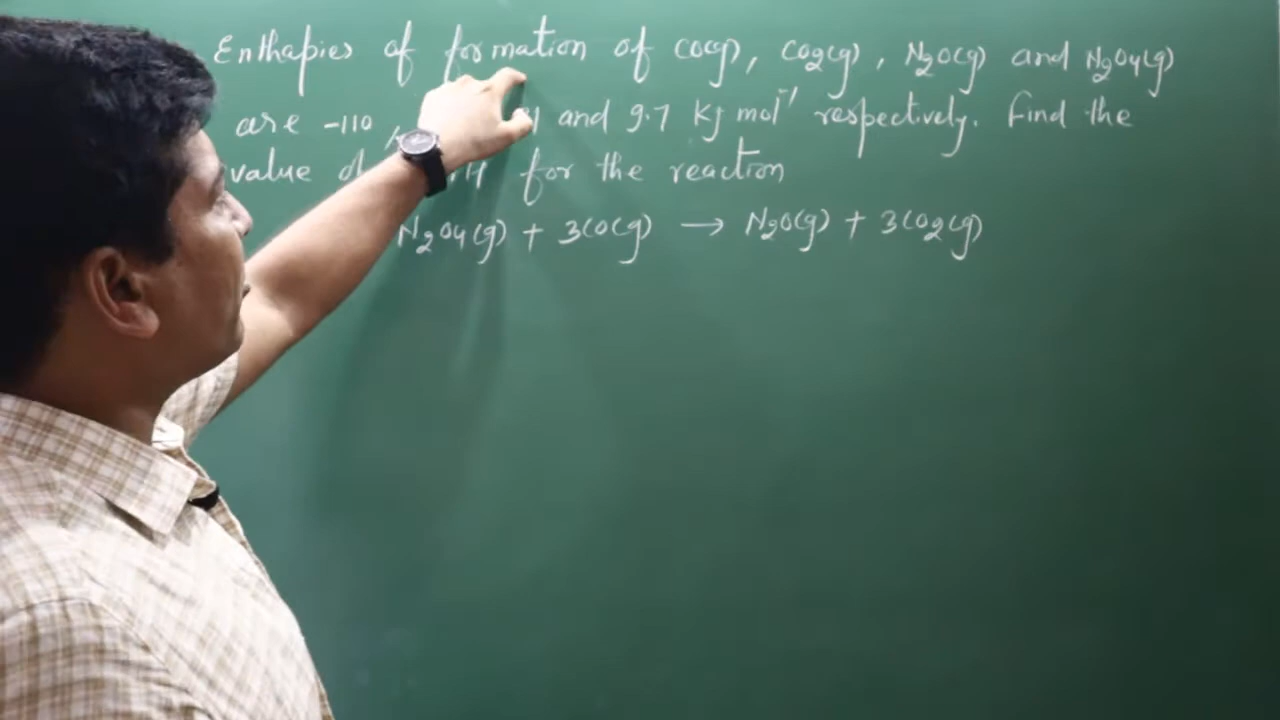 Enthapies of formation of CO(g), CO2(g), N2O(g) and N2O4(g)
are -110 and 9.7 KJ mol-1 respectively. Find the
value of H for the reaction
N2O4(g) + 3CO(g) → N2O(g) + 3CO2(g)